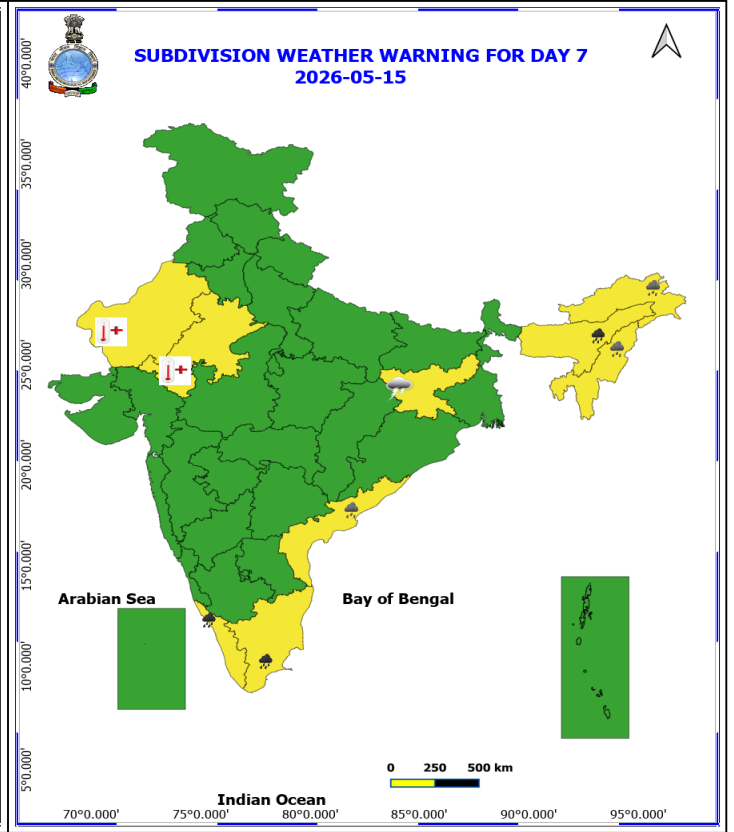 SUBDIVISION WEATHER WARNING FOR DAY 7
2026-05-15
40°0.000'
35°0.000'
30°0.000'
25°0.000'
20°0.000'
15°0.000'
10°0.000'
5°0.000'
Arabian Sea
Bay of Bengal
0 250 500 km
Indian Ocean
70°0.000' 75°0.000' 80°0.000' 85°0.000' 90°0.000' 95°0.000'